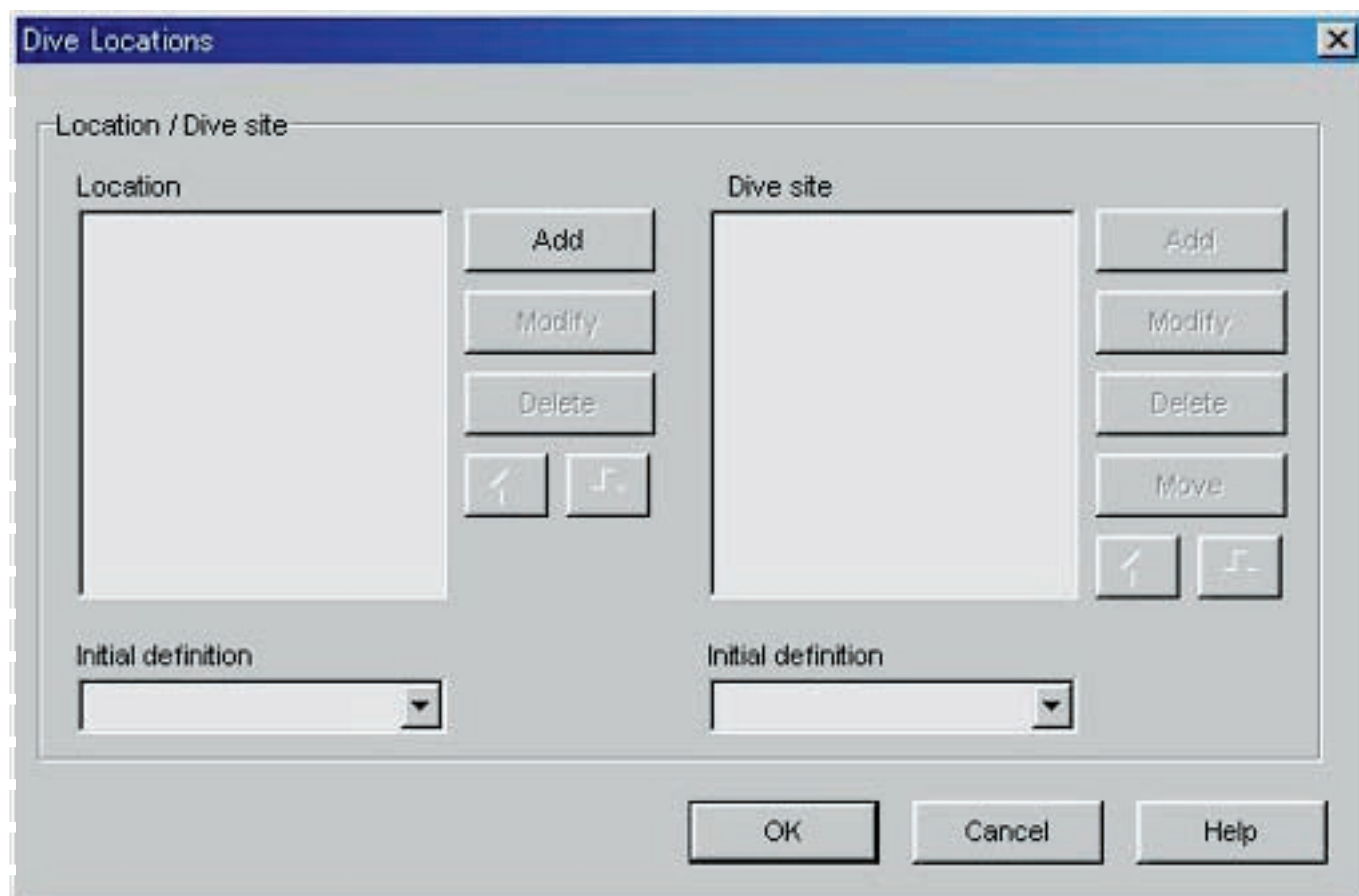 Dive Locations
Location / Dive site
Location
Dive site
Add
Add
Modify
Modify
Delete
Delete
Move
Initial definition
Initial definition
OK
Cancel
Help